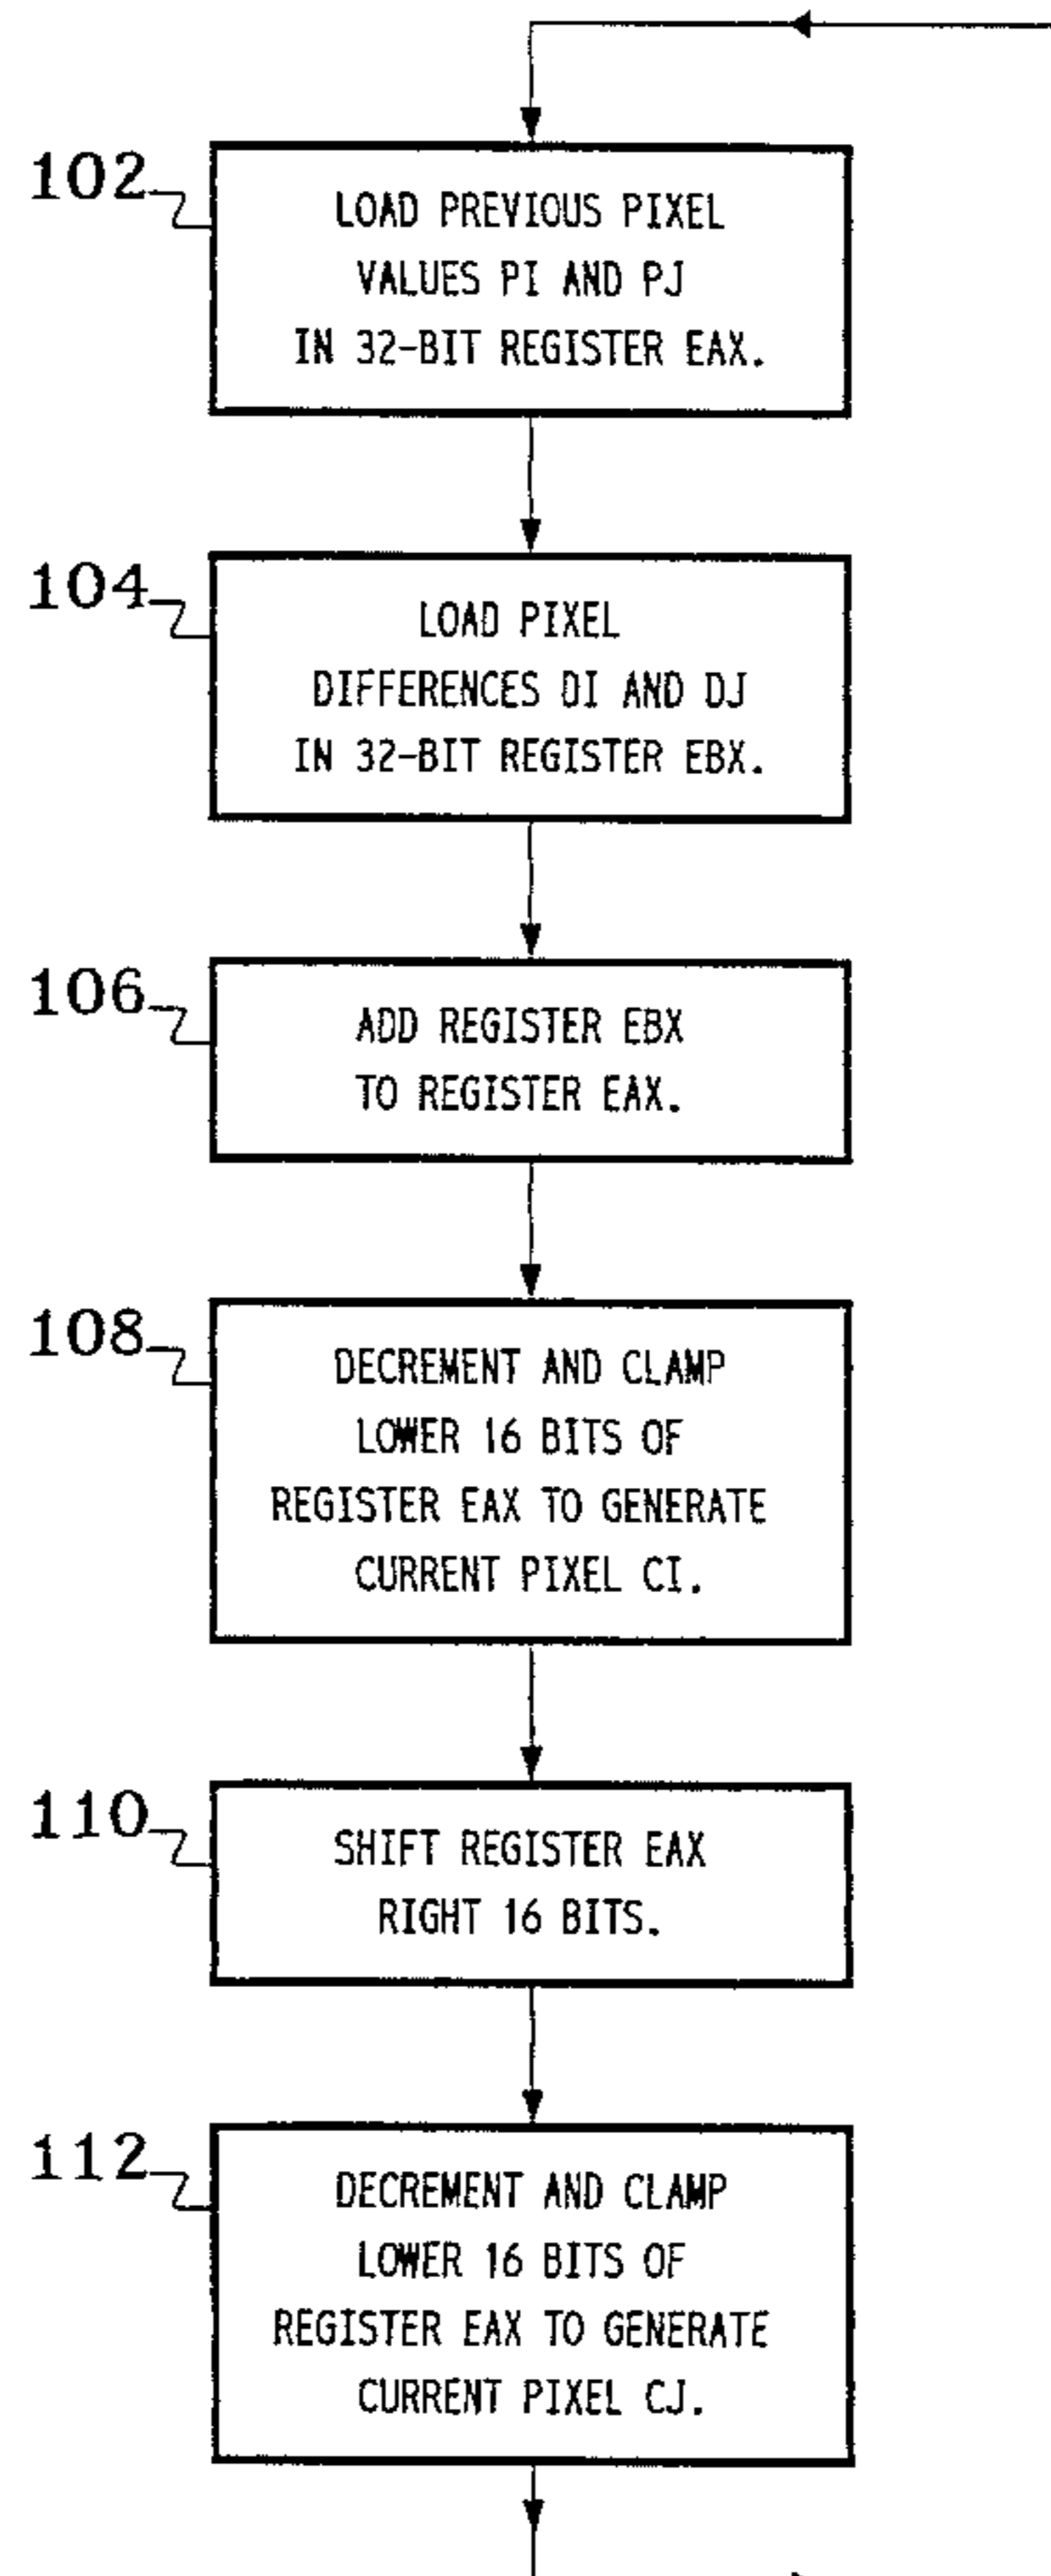 102
LOAD PREVIOUS PIXEL
VALUES PI AND PJ
IN 32-BIT REGISTER EAX.
104
LOAD PIXEL
DIFFERENCES DI AND DJ
IN 32-BIT REGISTER EBX.
106
ADD REGISTER EBX
TO REGISTER EAX.
108
DECREMENT AND CLAMP
LOWER 16 BITS OF
REGISTER EAX TO GENERATE
CURRENT PIXEL CI.
110
SHIFT REGISTER EAX
RIGHT 16 BITS.
112
DECREMENT AND CLAMP
LOWER 16 BITS OF
REGISTER EAX TO GENERATE
CURRENT PIXEL CJ.